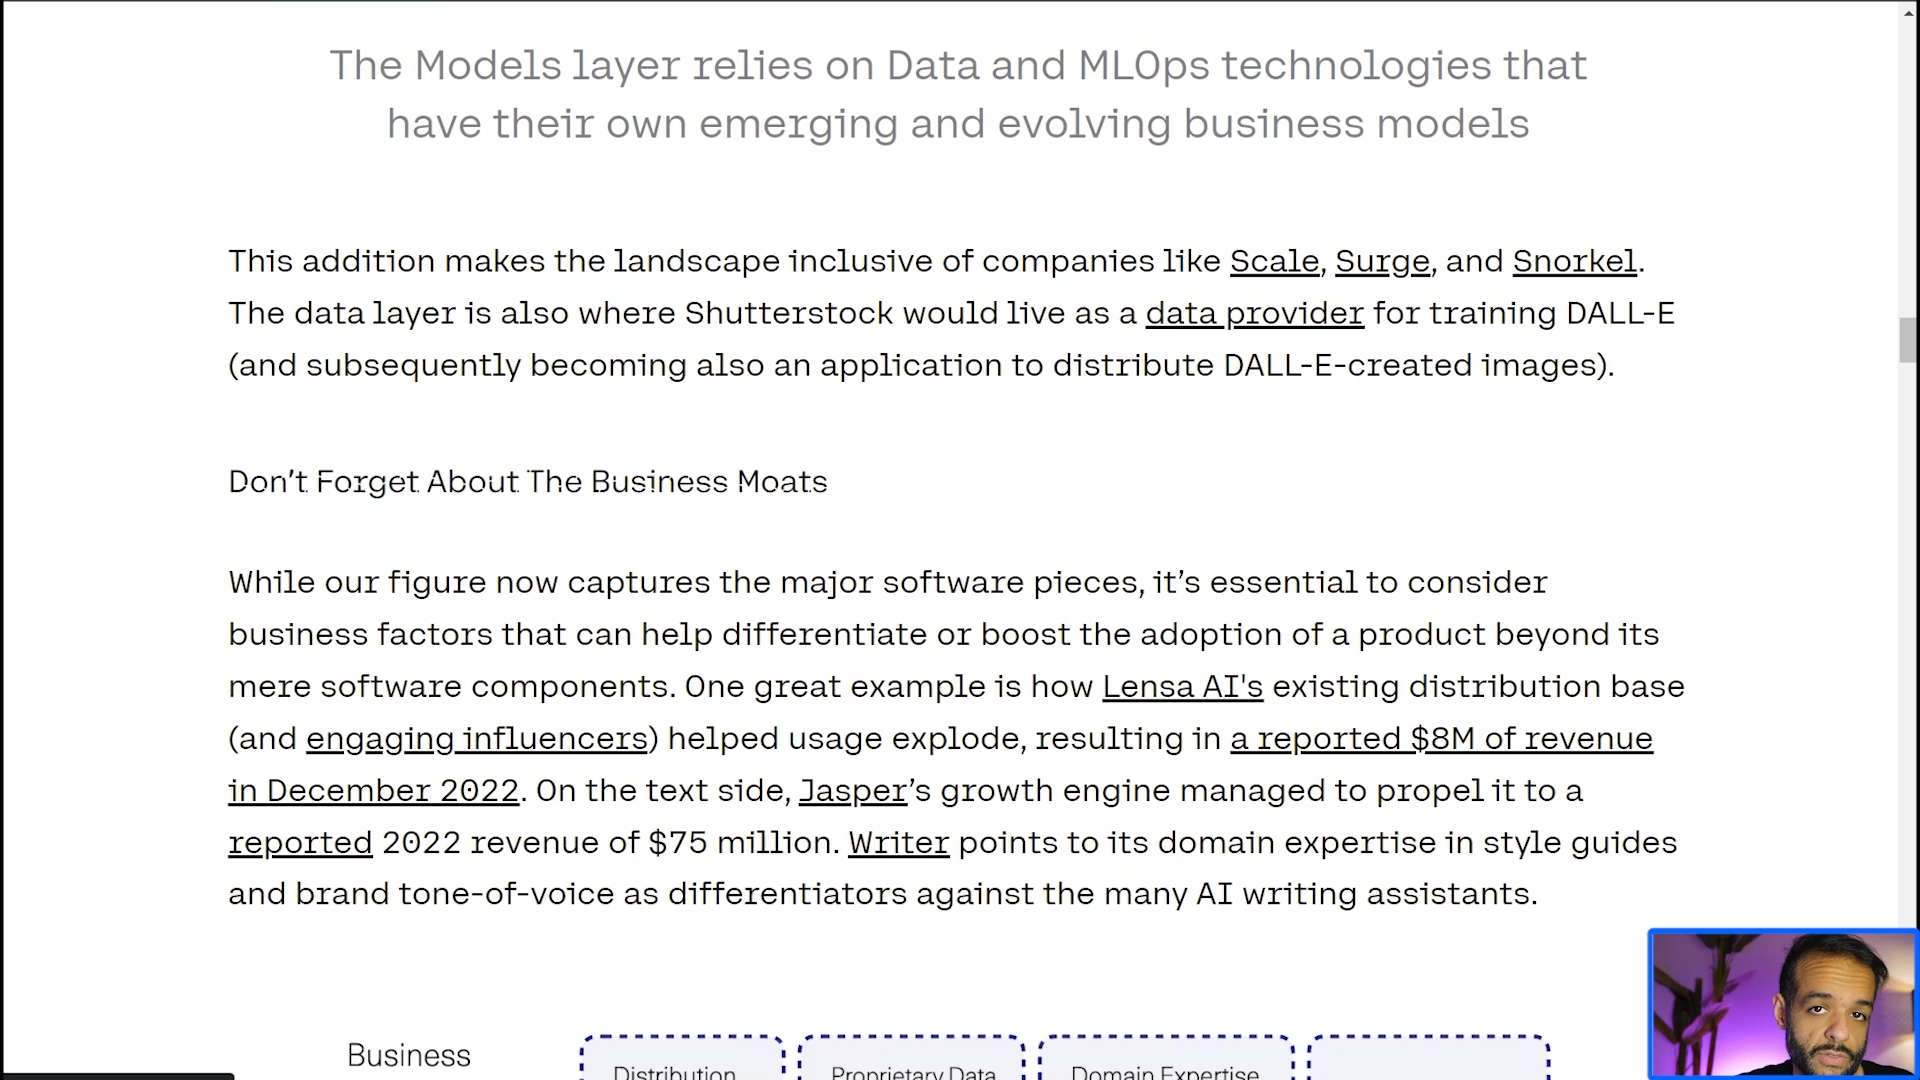 The Models layer relies on Data and MLOps technologies that
have their own emerging and evolving business models
This addition makes the landscape inclusive of companies like Scale, Surge, and Snorkel.
The data layer is also where Shutterstock would live as a data provider for training DALL-E
(and subsequently becoming also an application to distribute DALL-E-created images).
Don’t Forget About The Business Moats
While our figure now captures the major software pieces, it’s essential to consider
business factors that can help differentiate or boost the adoption of a product beyond its
mere software components. One great example is how Lensa AI's existing distribution base
(and engaging influencers) helped usage explode, resulting in a reported $8M of revenue
in December 2022. On the text side, Jasper’s growth engine managed to propel it to a
reported 2022 revenue of $75 million. Writer points to its domain expertise in style guides
and brand tone-of-voice as differentiators against the many AI writing assistants.
Business
Distribution
Proprietary Data
Domain Expertise